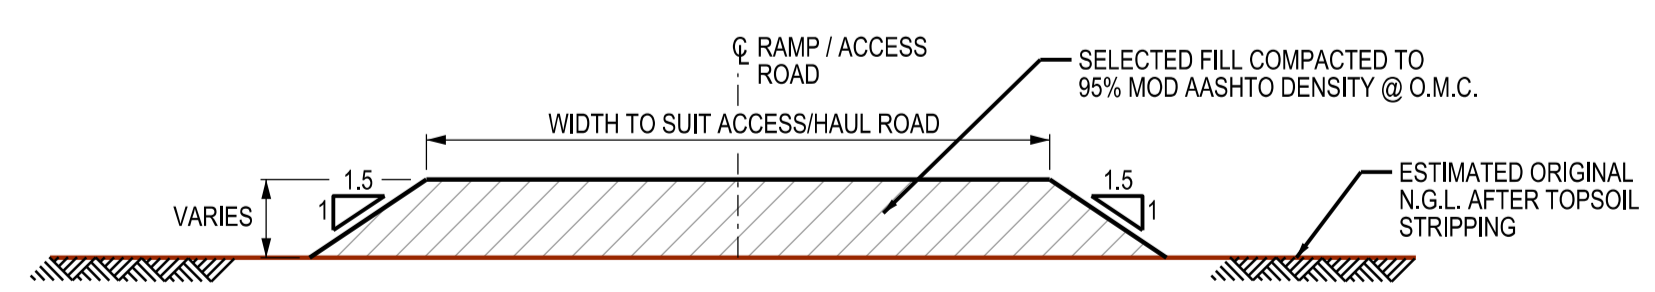 ℄ RAMP / ACCESS
ROAD
SELECTED FILL COMPACTED TO
95% MOD AASHTO DENSITY @ O.M.C.
WIDTH TO SUIT ACCESS/HAUL ROAD
1.5
1
VARIES
1.5
1
ESTIMATED ORIGINAL
N.G.L. AFTER TOPSOIL
STRIPPING